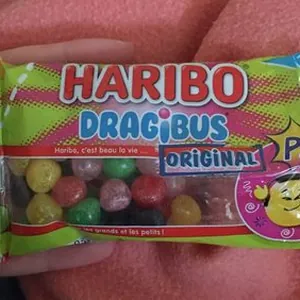 HARIBO
DRAGiBUS
Haribo, c'est beau la vie ...
ORIGINAL
P
les grands et les petits !